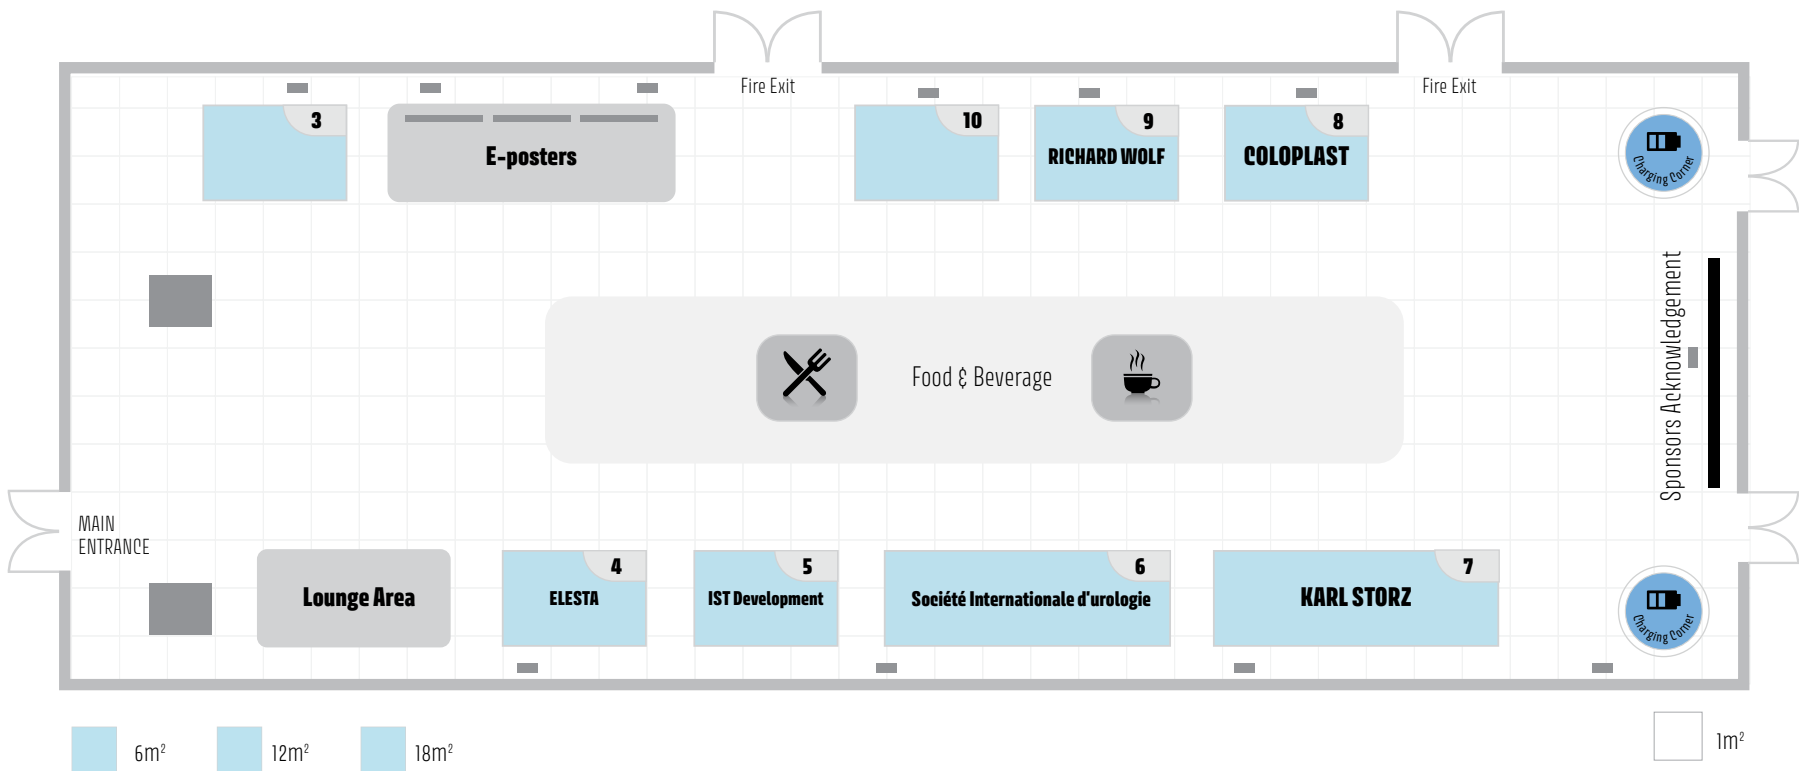 Fire Exit
Fire Exit
3
E-posters
10
9
RICHARD WOLF
8
COLOPLAST
Charging Corner
Sponsors Acknowledgement
Food & Beverage
MAIN
ENTRANCE
Lounge Area
4
ELESTA
5
IST Development
6
Société Internationale d'urologie
7
KARL STORZ
Charging Corner
6m²
12m²
18m²
1m²